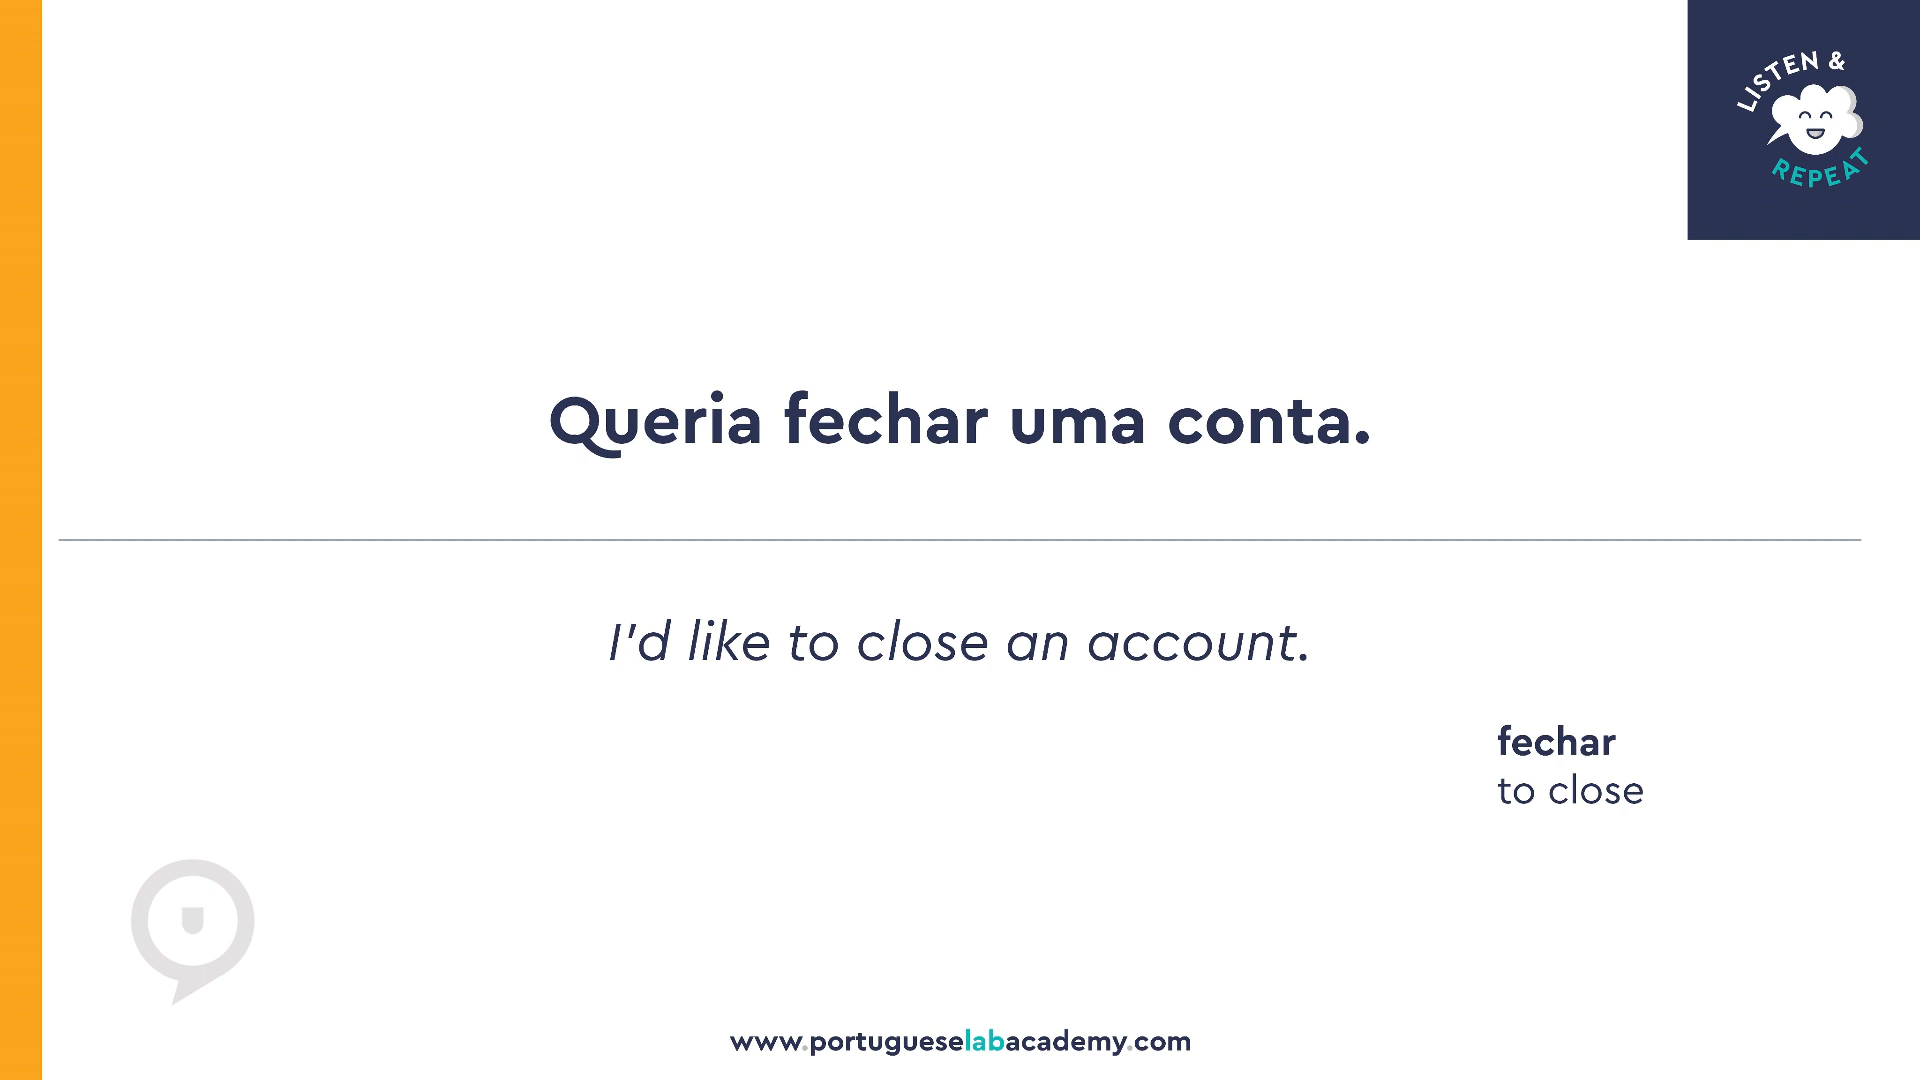 LISTEN &
REPEAT
Queria fechar uma conta.
I'd like to close an account.
fechar
to close
www.portugueselabacademy.com